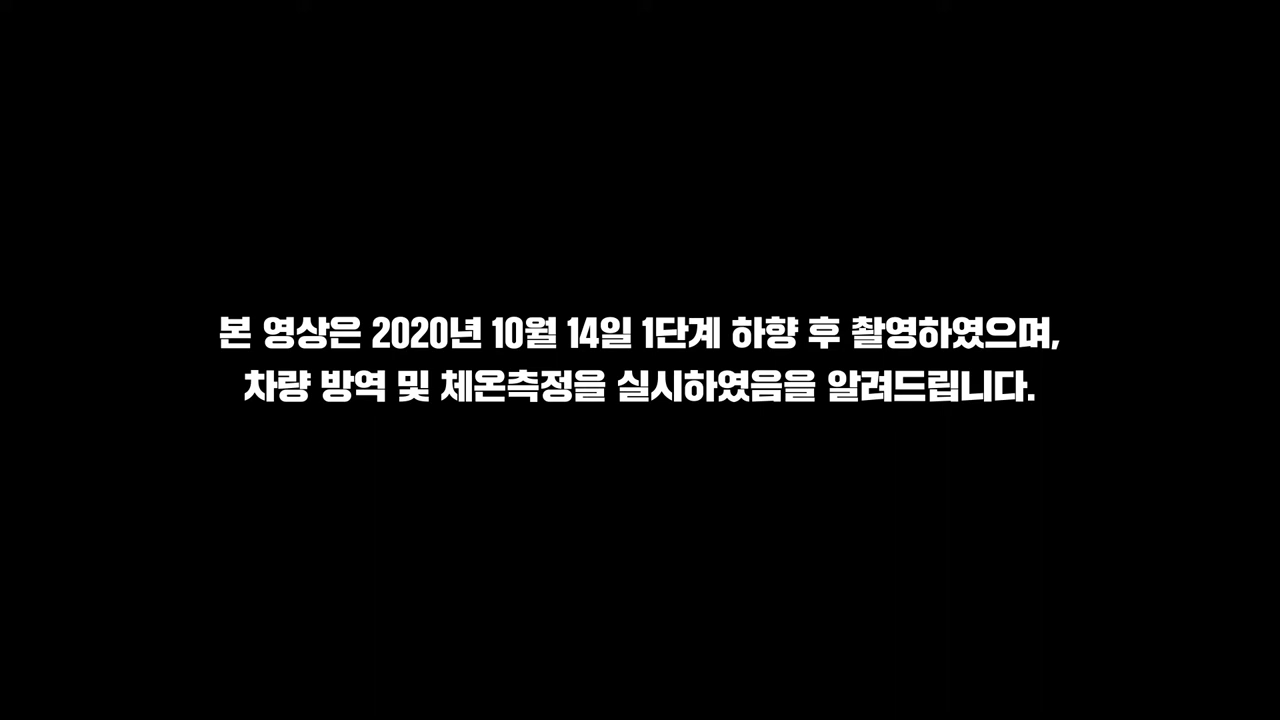 본 영상은 2020년 10월 14일 1단계 하향 후 촬영하였으며,
차량 방역 및 체온측정을 실시하였음을 알려드립니다.